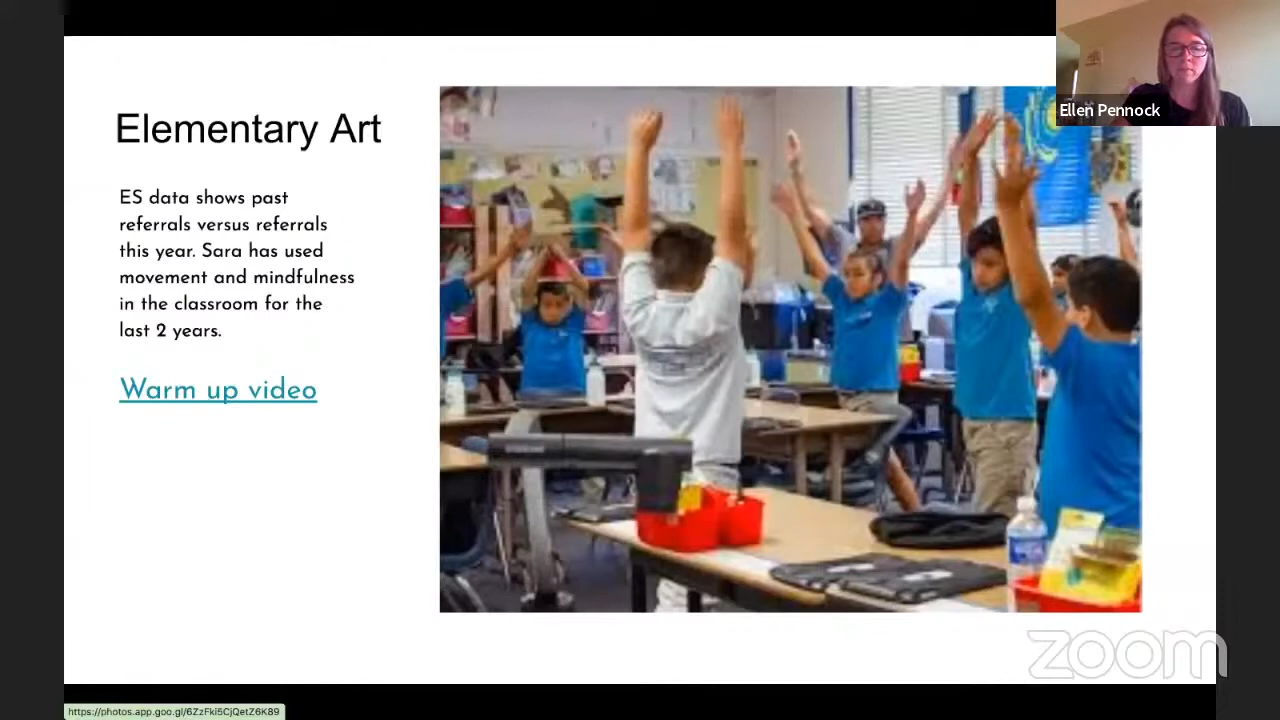 Elementary Art
ES data shows past
referrals versus referrals
this year. Sara has used
movement and mindfulness
in the classroom for the
last 2 years.
Warm up video
Ellen Pennock
zoom
https://photos.app.goo.gl/6ZzFki5CjQetZ6K89